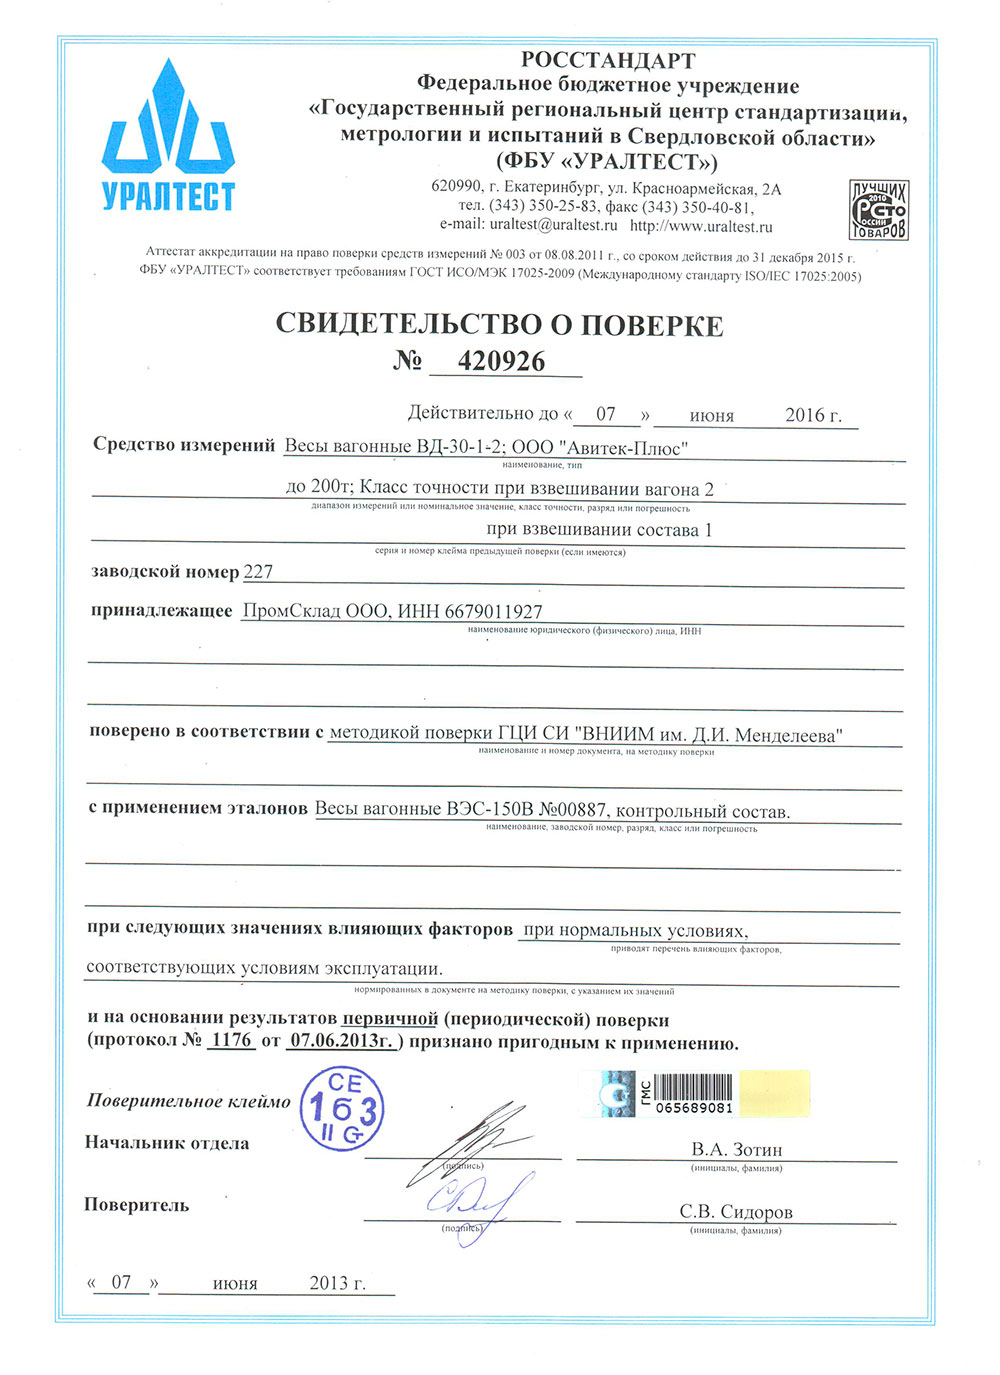 РОССТАНДАРТ
Федеральное бюджетное учреждение
«Государственный региональный центр стандартизации,
метрологии и испытаний в Свердловской области»
(ФБУ «УРАЛТЕСТ»)
УРАЛТЕСТ
620990, г. Екатеринбург, ул. Красноармейская, 2А
тел. (343) 350-25-83, факс (343) 350-40-81,
e-mail: uraltest@uraltest.ru http://www.uraltest.ru
100 ЛУЧШИХ
2010
РОССИИ
ТОВАРОВ
Аттестат аккредитации на право поверки средств измерений № 003 от 08.08.2011 г., со сроком действия до 31 декабря 2015 г.
ФБУ «УРАЛТЕСТ» соответствует требованиям ГОСТ ИСО/МЭК 17025-2009 (Международному стандарту ISO/IEC 17025:2005)
СВИДЕТЕЛЬСТВО О ПОВЕРКЕ
№ 420926
Действительно до « 07 » июня 2016 г.
Средство измерений Весы вагонные ВД-30-1-2; ООО "Авитек-Плюс"
наименование, тип
до 200т; Класс точности при взвешивании вагона 2
диапазон измерений или номинальное значение, класс точности, разряд или погрешность
при взвешивании состава 1
серия и номер клейма предыдущей поверки (если имеются)
заводской номер 227
принадлежащее ПромСклад ООО, ИНН 6679011927
наименование юридического (физического) лица, ИНН
поверено в соответствии с методикой поверки ГЦИ СИ "ВНИИМ им. Д.И. Менделеева"
наименование и номер документа, на методику поверки
с применением эталонов Весы вагонные ВЭС-150В №00887, контрольный состав.
наименование, заводской номер, разряд, класс или погрешность
при следующих значениях влияющих факторов при нормальных условиях,
приводят перечень влияющих факторов,
соответствующих условиям эксплуатации.
нормированных в документе на методику поверки, с указанием их значений
и на основании результатов первичной (периодической) поверки
(протокол № 1176 от 07.06.2013г. ) признано пригодным к применению.
Поверительное клеймо
СЕ
1б3
II
ГМС
065689081
Начальник отдела
В.А. Зотин
(подпись)
(инициалы, фамилия)
Поверитель
С.В. Сидоров
(подпись)
(инициалы, фамилия)
« 07 » июня 2013 г.